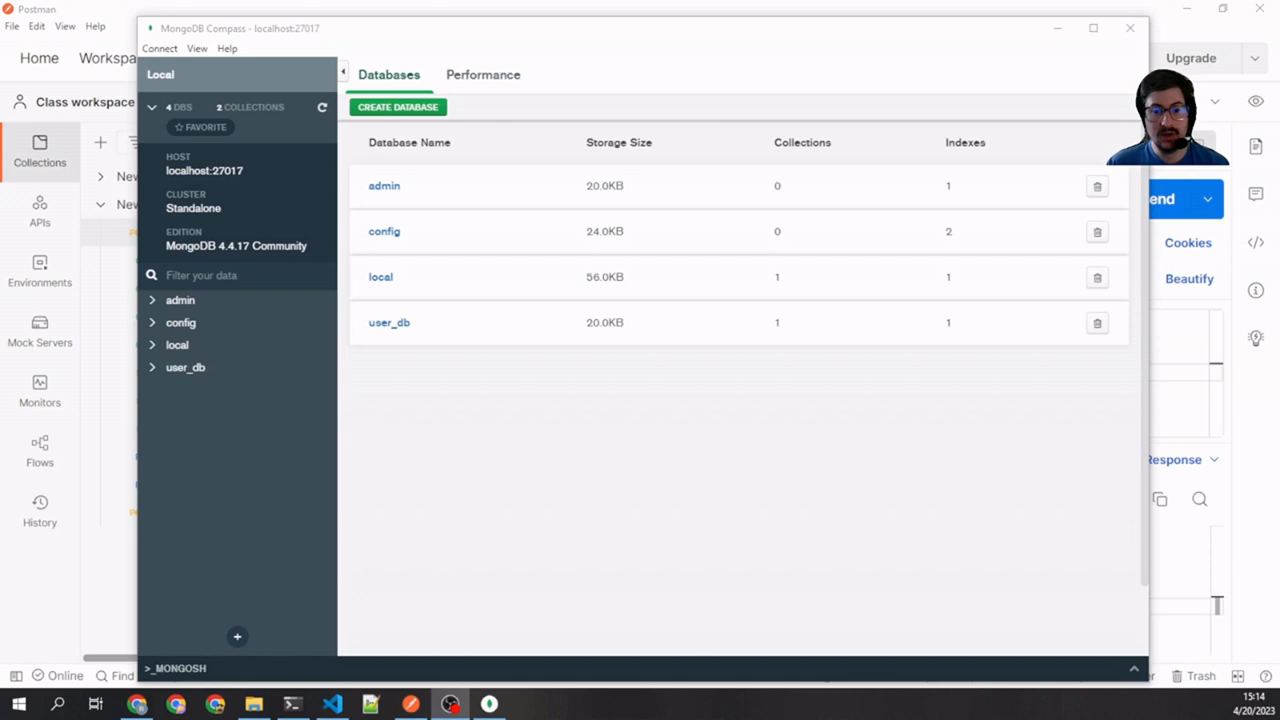 Postman
File Edit View Help
Home Workspa
Upgrade
Class workspace
Collections
APIs
Environments
Mock Servers
Monitors
Flows
History
New
New
MongoDB Compass - localhost:27017
Connect View Help
Local
4 DBS 2 COLLECTIONS
FAVORITE
HOST
localhost:27017
CLUSTER
Standalone
EDITION
MongoDB 4.4.17 Community
Filter your data
admin
config
local
user_db
>_MONGOSH
Databases Performance
CREATE DATABASE
Database Name Storage Size Collections Indexes
admin 20.0KB 0 1
config 24.0KB 0 2
local 56.0KB 1 1
user_db 20.0KB 1 1
end
Cookies
Beautify
Response
Online Find
Trash
15:14
4/20/2023